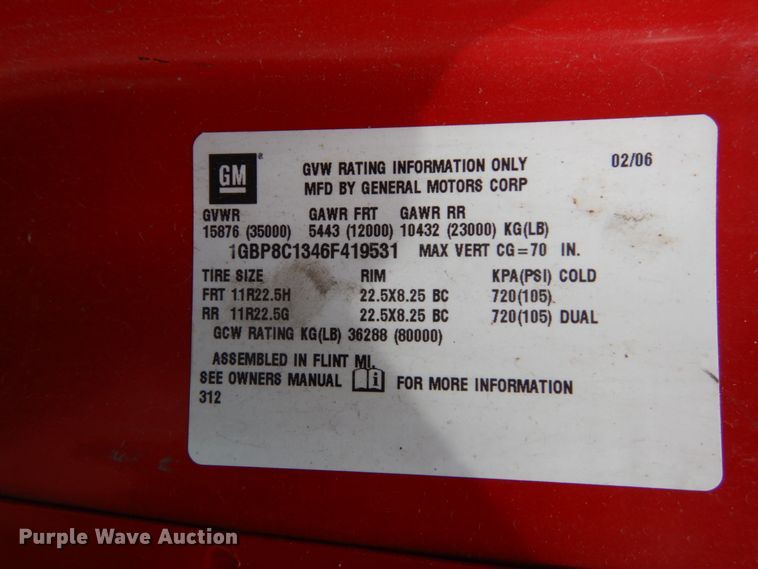 GM
®
GVW RATING INFORMATION ONLY 02/06
MFD BY GENERAL MOTORS CORP
GVWR GAWR FRT GAWR RR
15876 (35000) 5443 (12000) 10432 (23000) KG(LB)
1GBP8C1346F419531 MAX VERT CG=70 IN.
TIRE SIZE RIM KPA(PSI) COLD
FRT 11R22.5H 22.5X8.25 BC 720(105)
RR 11R22.5G 22.5X8.25 BC 720(105) DUAL
GCW RATING KG(LB) 36288 (80000)
ASSEMBLED IN FLINT MI.
SEE OWNERS MANUAL i FOR MORE INFORMATION
312
Purple Wave Auction